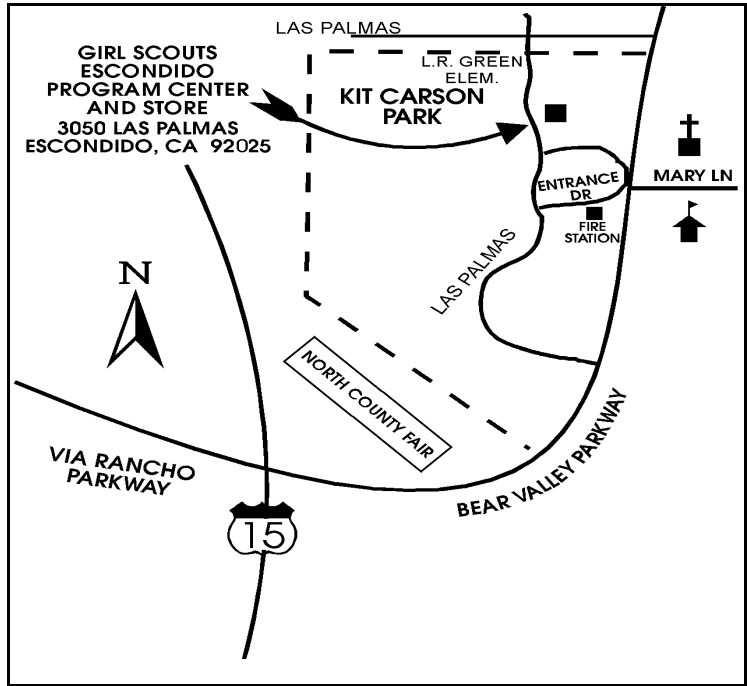 LAS PALMAS
GIRL SCOUTS
ESCONDIDO
PROGRAM CENTER
AND STORE
3050 LAS PALMAS
ESCONDIDO, CA 92025
L.R. GREEN
ELEM.
KIT CARSON
PARK
ENTRANCE
DR
MARY LN
FIRE
STATION
LAS PALMAS
N
NORTH COUNTY FAIR
VIA RANCHO
PARKWAY
BEAR VALLEY PARKWAY
15